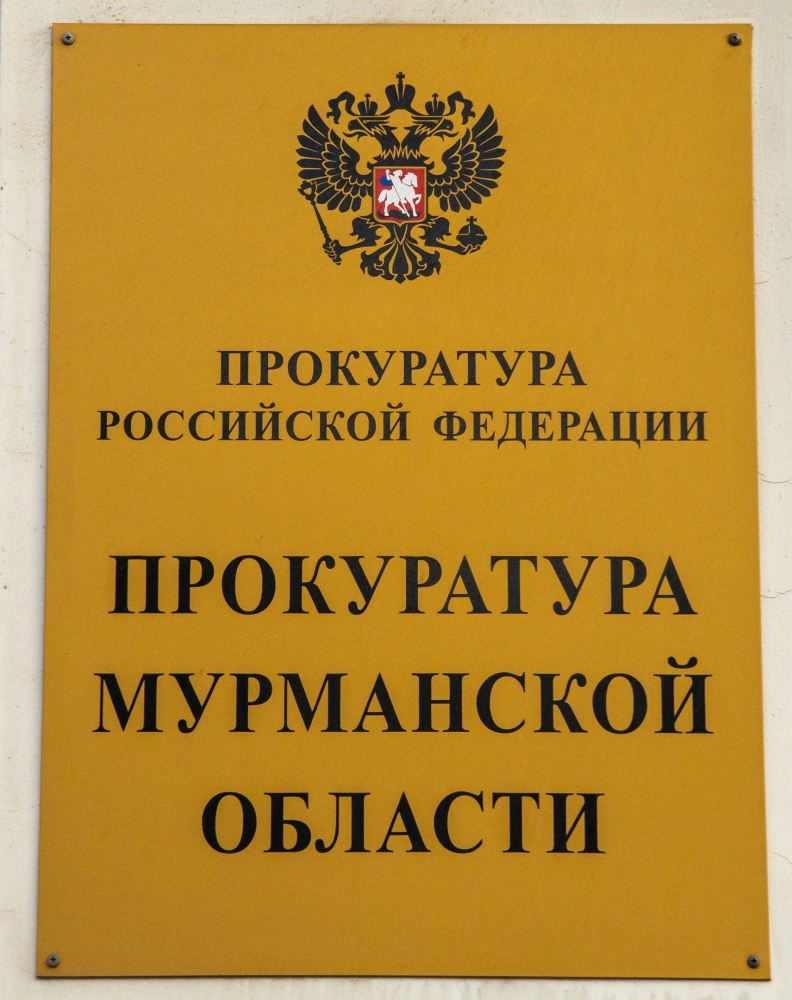 ПРОКУРАТУРА
РОССИЙСКОЙ ФЕДЕРАЦИИ
ПРОКУРАТУРА
МУРМАНСКОЙ
ОБЛАСТИ